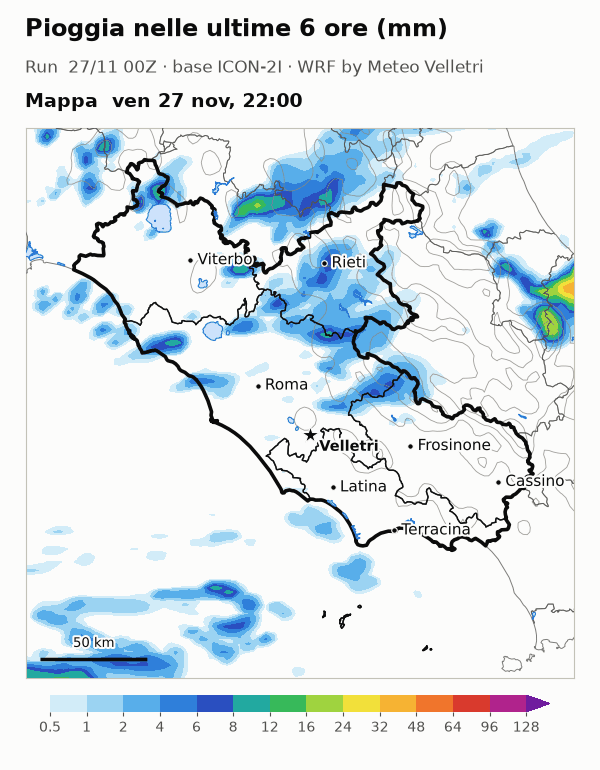 Pioggia nelle ultime 6 ore (mm)
Run 27/11 00Z · base ICON-2I · WRF by Meteo Velletri
Mappa ven 27 nov, 22:00
Viterbo
Rieti
Roma
Velletri
Frosinone
Cassino
Latina
Terracina
50 km
0.5 1 2 4 6 8 12 16 24 32 48 64 96 128